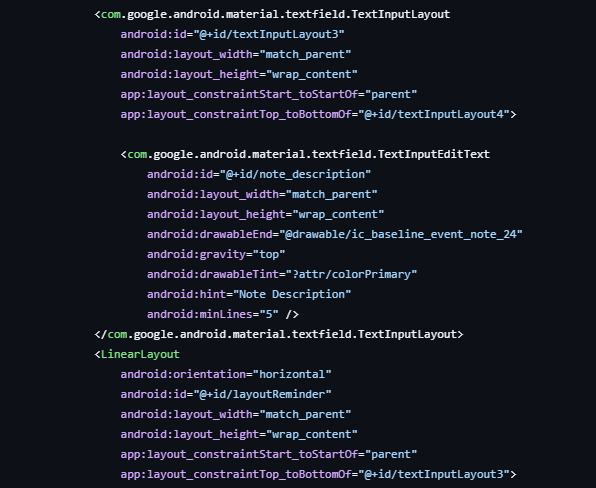 <com.google.android.material.textfield.TextInputLayout
android:id="@+id/textInputLayout3"
android:layout_width="match_parent"
android:layout_height="wrap_content"
app:layout_constraintStart_toStartOf="parent"
app:layout_constraintTop_toBottomOf="@+id/textInputLayout4">
<com.google.android.material.textfield.TextInputEditText
android:id="@+id/note_description"
android:layout_width="match_parent"
android:layout_height="wrap_content"
android:drawableEnd="@drawable/ic_baseline_event_note_24"
android:gravity="top"
android:drawableTint="?attr/colorPrimary"
android:hint="Note Description"
android:minLines="5" />
</com.google.android.material.textfield.TextInputLayout>
<LinearLayout
android:orientation="horizontal"
android:id="@+id/layoutReminder"
android:layout_width="match_parent"
android:layout_height="wrap_content"
app:layout_constraintStart_toStartOf="parent"
app:layout_constraintTop_toBottomOf="@+id/textInputLayout3">